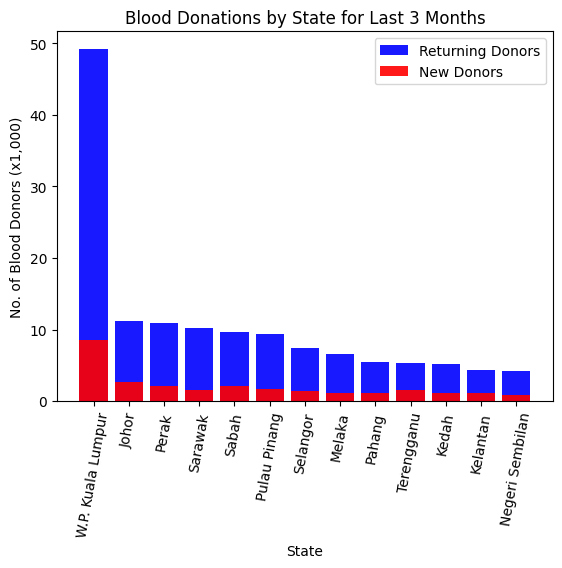 Blood Donations by State for Last 3 Months
No. of Blood Donors (x1,000)
50
40
30
20
10
0
Returning Donors
New Donors
W.P. Kuala Lumpur
Johor
Perak
Sarawak
Sabah
Pulau Pinang
Selangor
Melaka
Pahang
Terengganu
Kedah
Kelantan
Negeri Sembilan
State